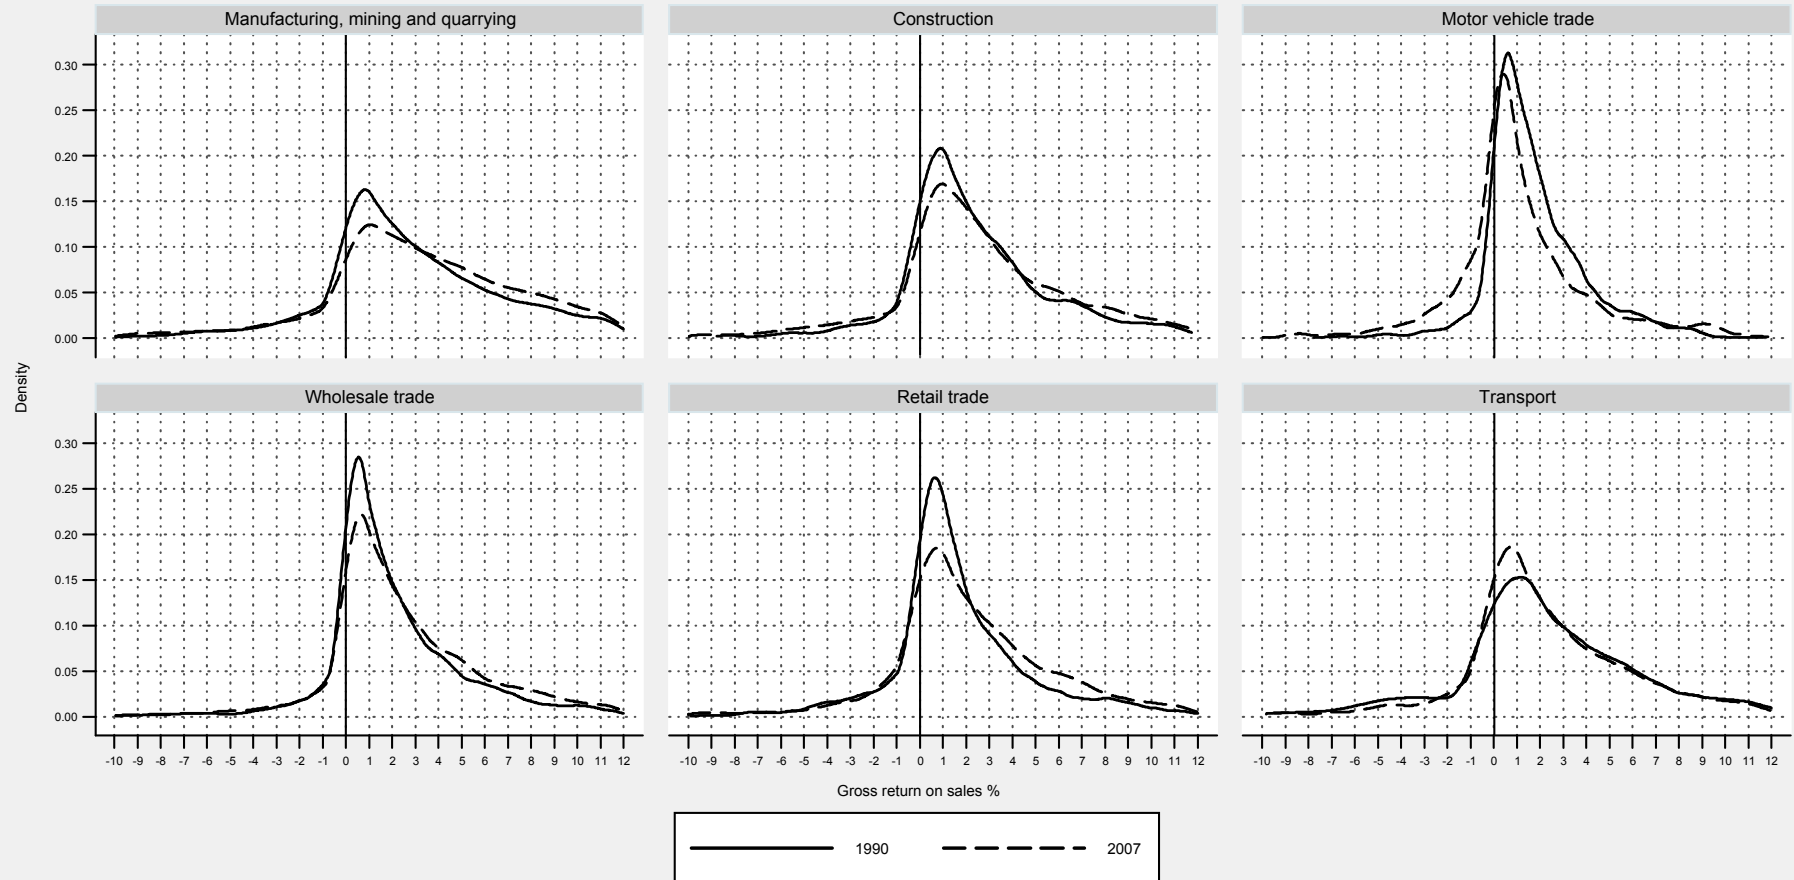 Manufacturing, mining and quarrying
Construction
Motor vehicle trade
0.30
0.25
0.20
0.15
0.10
0.05
0.00
Density
Wholesale trade
Retail trade
Transport
0.30
0.25
0.20
0.15
0.10
0.05
0.00
-10 -9 -8 -7 -6 -5 -4 -3 -2 -1 0 1 2 3 4 5 6 7 8 9 10 11 12
-10 -9 -8 -7 -6 -5 -4 -3 -2 -1 0 1 2 3 4 5 6 7 8 9 10 11 12
-10 -9 -8 -7 -6 -5 -4 -3 -2 -1 0 1 2 3 4 5 6 7 8 9 10 11 12
Gross return on sales %
1990 2007